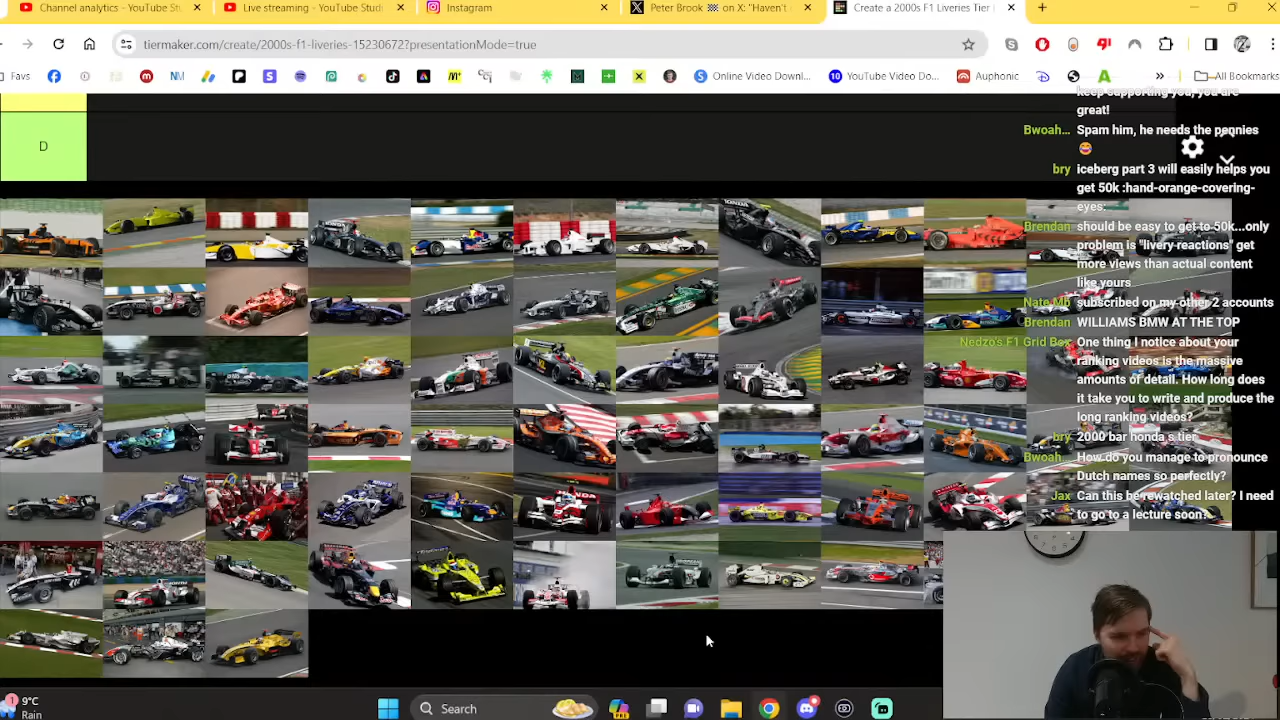 YouTube Channel analytics - YouTube Stu
Live streaming - YouTube Studi
Instagram
Peter Brook 🏁 on X: "Haven't
Create a 2000s F1 Liveries Tier
tiermaker.com/create/2000s-f1-liveries-15230672?presentationMode=true
Favs
Online Video Downl...
YouTube Video Do...
Auphonic
All Bookmarks
D
keep supporting you, you are
great!
Bwoah... Spam him, he needs the pennies
😂
bry iceberg part 3 will easily helps you
get 50k :hand-orange-covering-
eyes:
Brendan should be easy to get to 50k...only
problem is "livery reactions" get
more views than actual content
like yours
Nate Mb subscribed on my other 2 accounts
Brendan WILLIAMS BMW AT THE TOP
Nedzo's F1 Grid Box One thing I notice about your
ranking videos is the massive
amounts of detail. How long does
it take you to write and produce the
long ranking videos?
bry 2000 bar honda s tier
Bwoah... How do you manage to pronounce
Dutch names so perfectly?
Jax Can this be rewatched later? I need
to go to a lecture soon?
9°C
Rain
Search